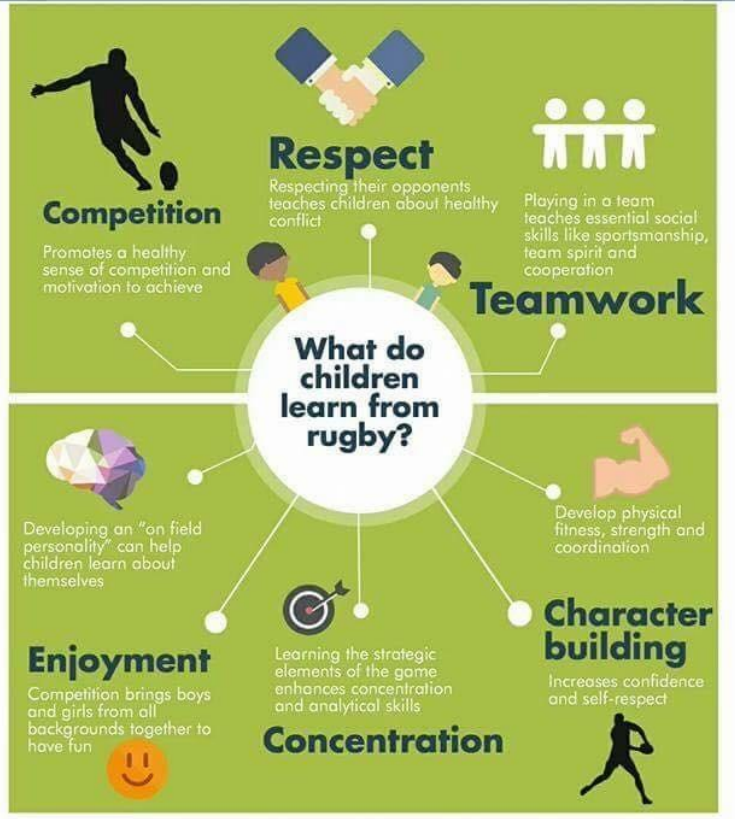 Competition
Promotes a healthy
sense of competition and
motivation to achieve
Respect
Respecting their opponents
teaches children about healthy
conflict
Playing in a team
teaches essential social
skills like sportsmanship,
team spirit and
cooperation
Teamwork
What do
children
learn from
rugby?
Developing an "on field
personality" can help
children learn about
themselves
Develop physical
fitness, strength and
coordination
Enjoyment
Competition brings boys
and girls from all
backgrounds together to
have fun
Learning the strategic
elements of the game
enhances concentration
and analytical skills
Concentration
Character
building
Increases confidence
and self-respect